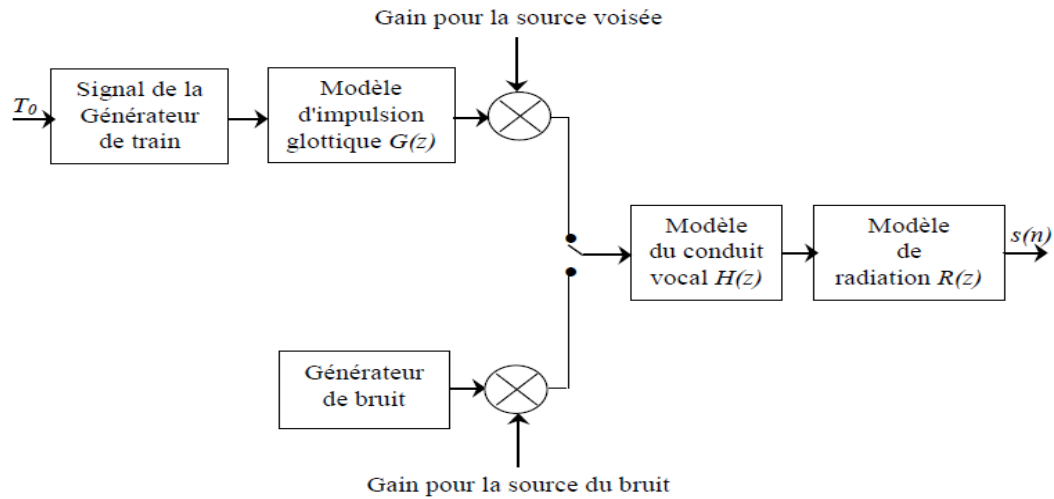 Gain pour la source voisée
T0
Signal de la
Générateur
de train
Modèle
d'impulsion
glottique G(z)
Modèle
du conduit
vocal H(z)
Modèle
de
radiation R(z)
s(n)
Générateur
de bruit
Gain pour la source du bruit